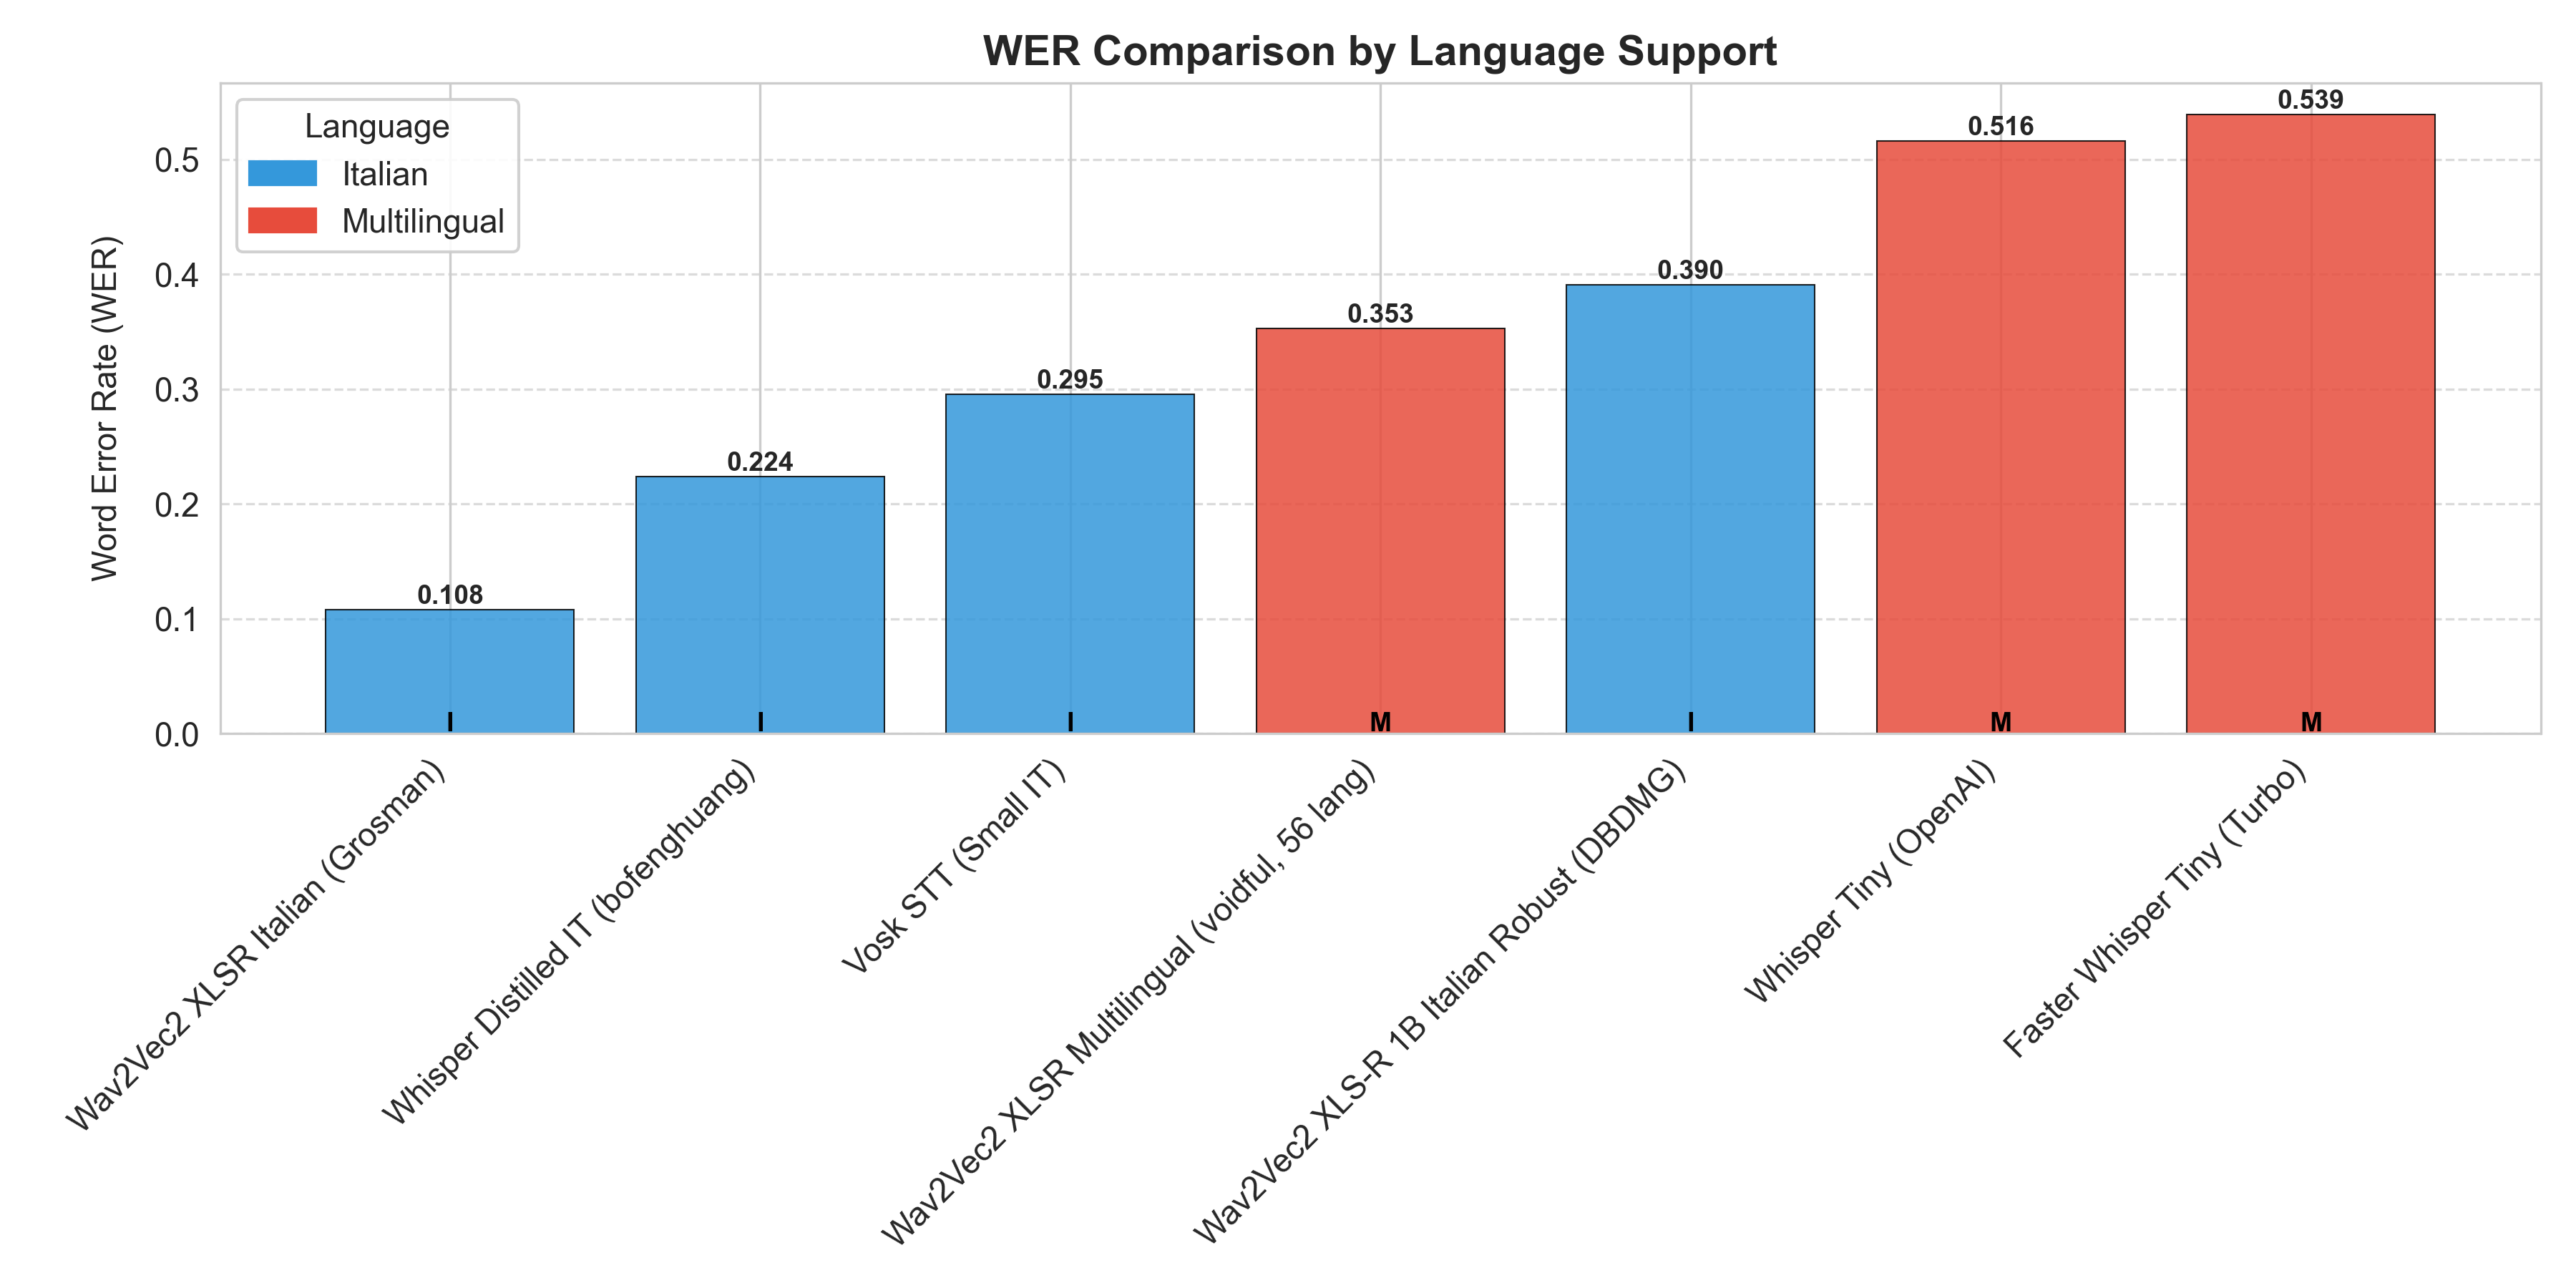 WER Comparison by Language Support
Language
Italian
Multilingual
Word Error Rate (WER)
0.5
0.4
0.3
0.2
0.1
0.0
0.108
0.224
0.295
0.353
0.390
0.516
0.539
I
I
I
M
I
M
M
Wav2Vec2 XLSR Italian (Grosman)
Whisper Distilled IT (bofenghuang)
Vosk STT (Small IT)
Wav2Vec2 XLSR Multilingual (voidful, 56 lang)
Wav2Vec2 XLS-R 1B Italian Robust (DBDMG)
Whisper Tiny (OpenAI)
Faster Whisper Tiny (Turbo)